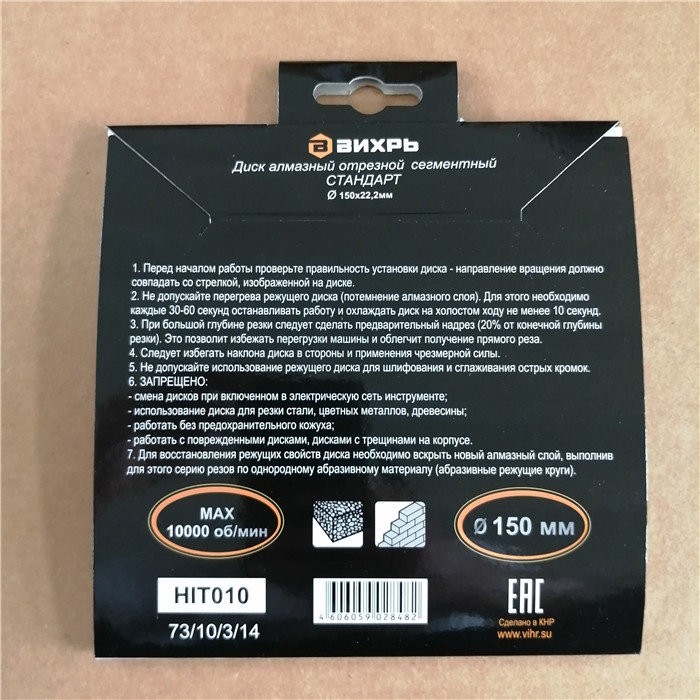 ВИХРЬ
Диск алмазный отрезной сегментный
СТАНДАРТ
Ø 150х22,2мм
1. Перед началом работы проверьте правильность установки диска - направление вращения должно
совпадать со стрелкой, изображенной на диске.
2. Не допускайте перегрева режущего диска (потемнение алмазного слоя). Для этого необходимо
каждые 30-60 секунд останавливать работу и охлаждать диск на холостом ходу не менее 10 секунд.
3. При большой глубине резки следует сделать предварительный надрез (20% от конечной глубины
резки). Это позволит избежать перегрузки машины и облегчит получение прямого реза.
4. Следует избегать наклона диска в стороны и применения чрезмерной силы.
5. Не допускайте использование режущего диска для шлифования и сглаживания острых кромок.
6. ЗАПРЕЩЕНО:
- смена дисков при включенном в электрическую сеть инструменте;
- использование диска для резки стали, цветных металлов, древесины;
- работать без предохранительного кожуха;
- работать с поврежденными дисками, дисками с трещинами на корпусе.
7. Для восстановления режущих свойств диска необходимо вскрыть новый алмазный слой, выполнив
для этого серию резов по однородному абразивному материалу (абразивные режущие круги).
MAX
10000 об/мин
Ø 150 мм
HIT010
73/10/3/14
4 606059 028482
EAC
Сделано в КНР
www.vihr.su